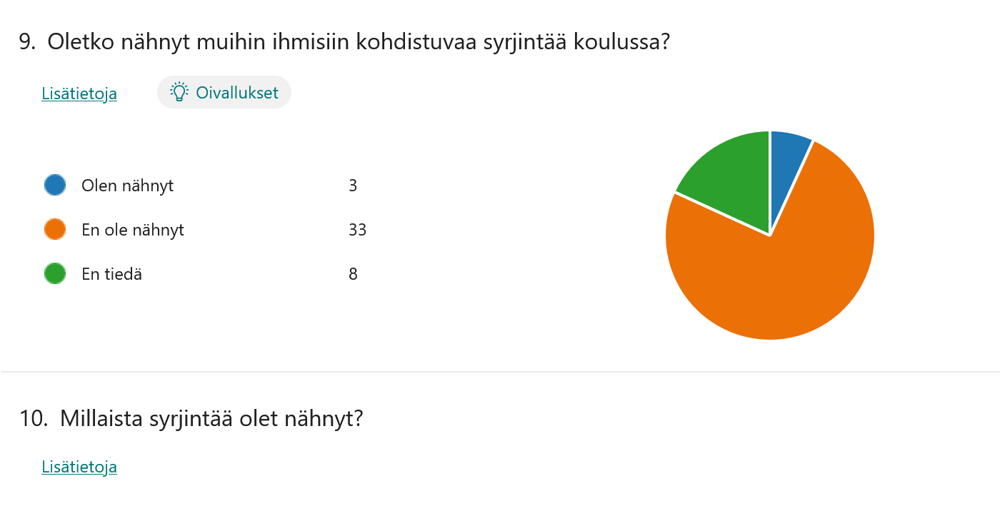 9. Oletko nähnyt muihin ihmisiin kohdistuvaa syrjintää koulussa?
Lisätietoja Oivallukset
Olen nähnyt 3
En ole nähnyt 33
En tiedä 8
10. Millaista syrjintää olet nähnyt?
Lisätietoja